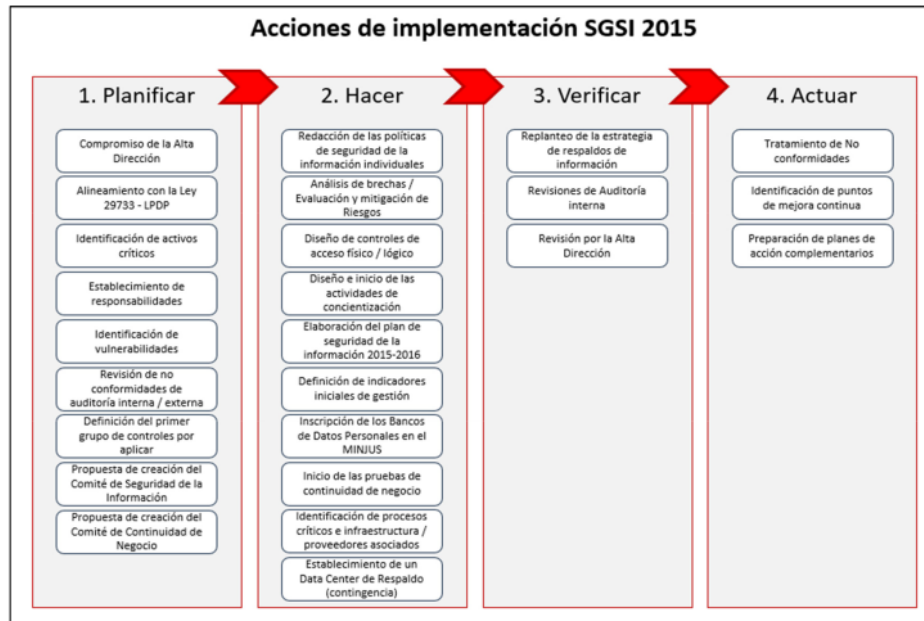 Acciones de implementación SGSI 2015
1. Planificar
Compromiso de la Alta
Dirección
Alineamiento con la Ley
29733 - LPDP
Identificación de activos
críticos
Establecimiento de
responsabilidades
Identificación de
vulnerabilidades
Revisión de no
conformidades de
auditoría interna / externa
Definición del primer
grupo de controles por
aplicar
Propuesta de creación del
Comité de Seguridad de la
Información
Propuesta de creación del
Comité de Continuidad de
Negocio
2. Hacer
Redacción de las políticas
de seguridad de la
información individuales
Análisis de brechas /
Evaluación y mitigación de
Riesgos
Diseño de controles de
acceso físico / lógico
Diseño e inicio de las
actividades de
concientización
Elaboración del plan de
seguridad de la
información 2015-2016
Definición de indicadores
iniciales de gestión
Inscripción de los Bancos
de Datos Personales en el
MINJUS
Inicio de las pruebas de
continuidad de negocio
Identificación de procesos
críticos e infraestructura /
proveedores asociados
Establecimiento de un
Data Center de Respaldo
(contingencia)
3. Verificar
Replanteo de la estrategia
de respaldos de
información
Revisiones de Auditoría
interna
Revisión por la Alta
Dirección
4. Actuar
Tratamiento de No
conformidades
Identificación de puntos
de mejora continua
Preparación de planes de
acción complementarios